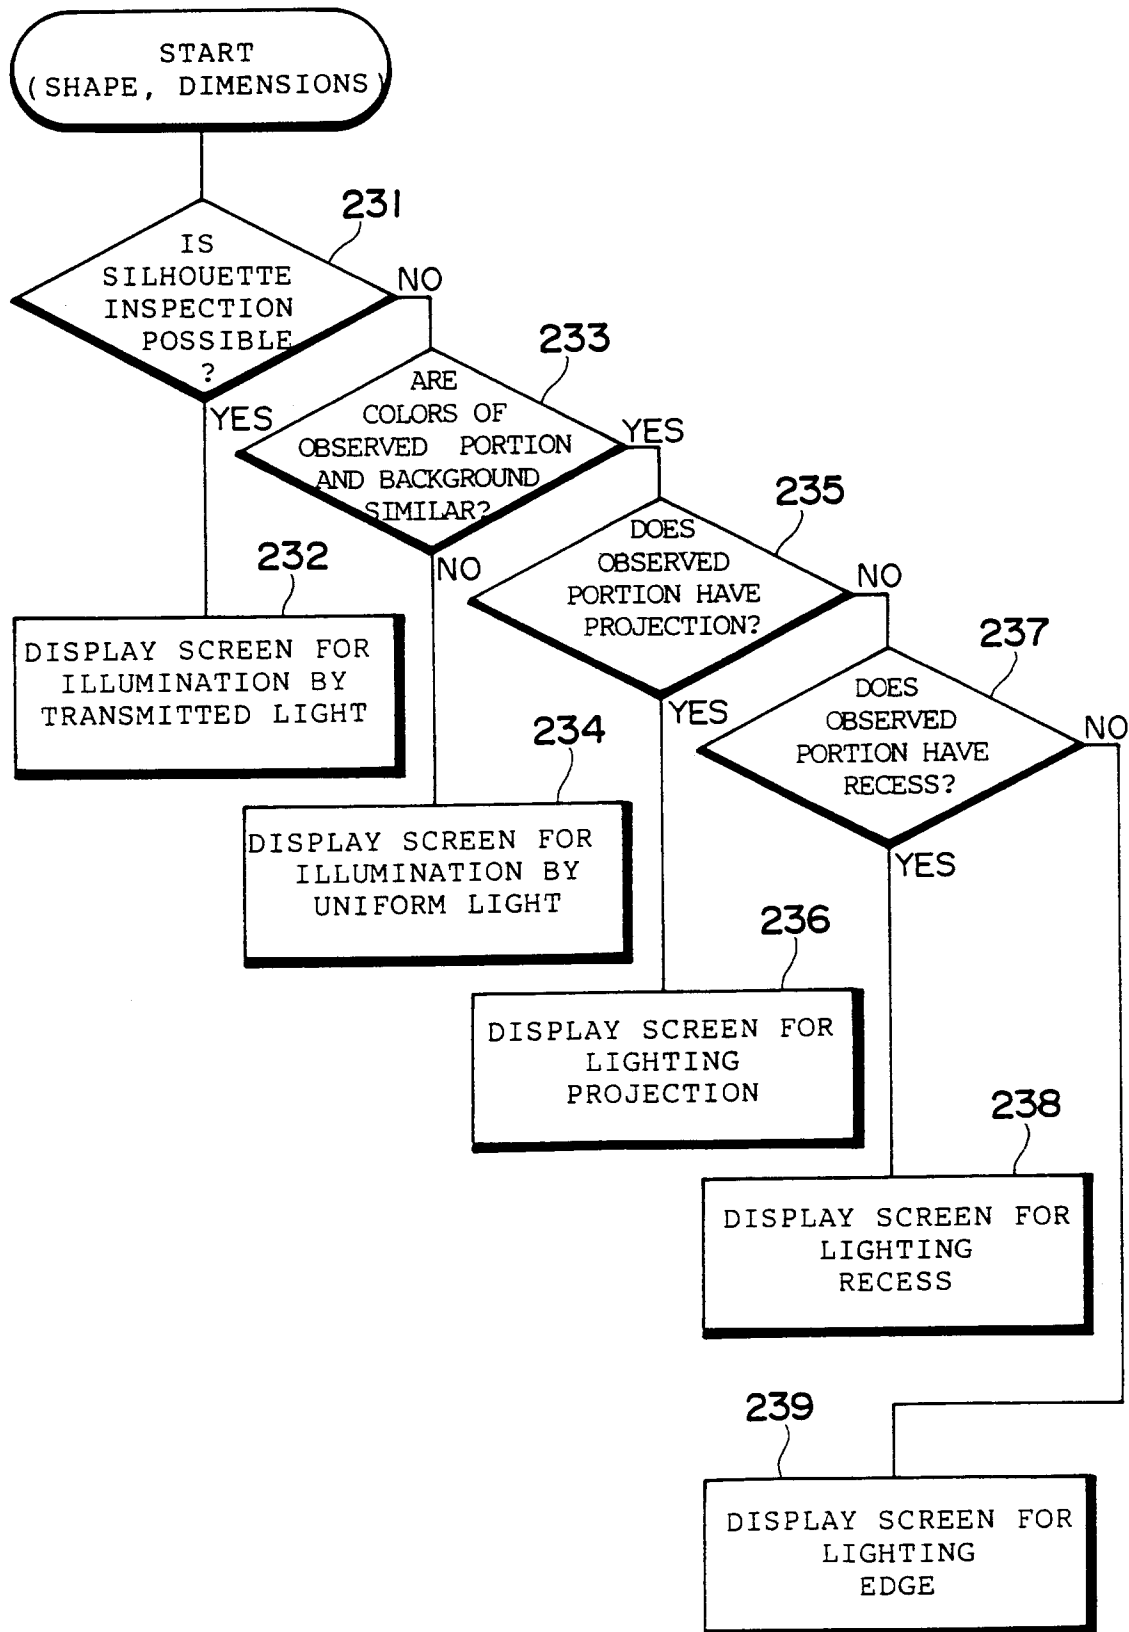 START
(SHAPE, DIMENSIONS)
231
IS
SILHOUETTE
INSPECTION
POSSIBLE
?
NO
YES
233
ARE
COLORS OF
OBSERVED PORTION
AND BACKGROUND
SIMILAR?
YES
NO
232
DISPLAY SCREEN FOR
ILLUMINATION BY
TRANSMITTED LIGHT
235
DOES
OBSERVED
PORTION HAVE
PROJECTION?
NO
YES
234
DISPLAY SCREEN FOR
ILLUMINATION BY
UNIFORM LIGHT
237
DOES
OBSERVED
PORTION HAVE
RECESS?
NO
YES
236
DISPLAY SCREEN FOR
LIGHTING
PROJECTION
238
DISPLAY SCREEN FOR
LIGHTING
RECESS
239
DISPLAY SCREEN FOR
LIGHTING
EDGE